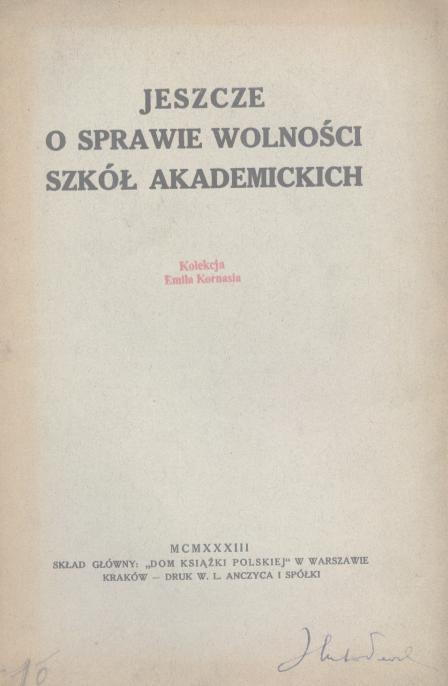 JESZCZE
O SPRAWIE WOLNOŚCI
SZKÓŁ AKADEMICKICH
Kolekcja
Emila Kornasia
MCMXXXIII
SKŁAD GŁÓWNY: „DOM KSIĄŻKI POLSKIEJ“ W WARSZAWIE
KRAKÓW — DRUK W. L. ANCZYCA I SPÓŁKI